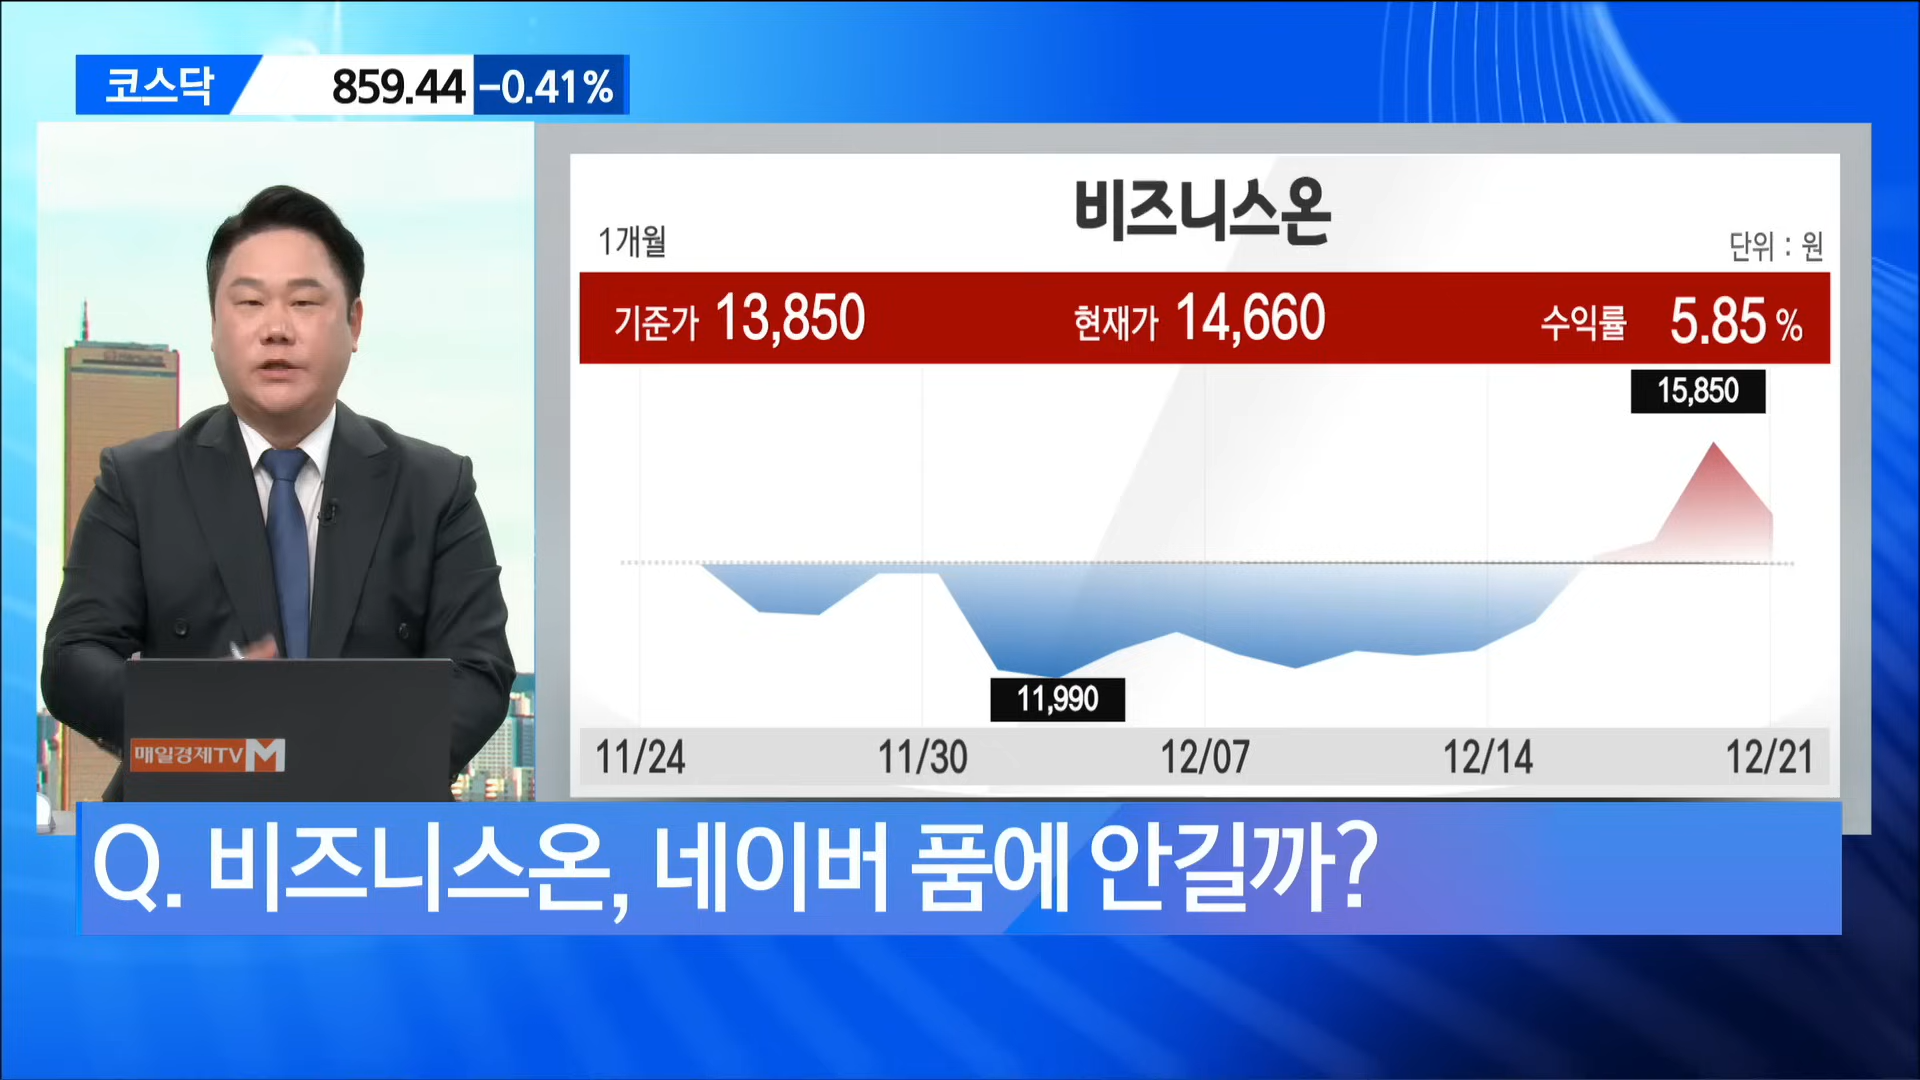 코스닥 859.44 -0.41%
비즈니스온
1개월
단위 : 원
기준가 13,850 현재가 14,660 수익률 5.85 %
15,850
11,990
11/24 11/30 12/07 12/14 12/21
매일경제TV M
Q. 비즈니스온, 네이버 품에 안길까?